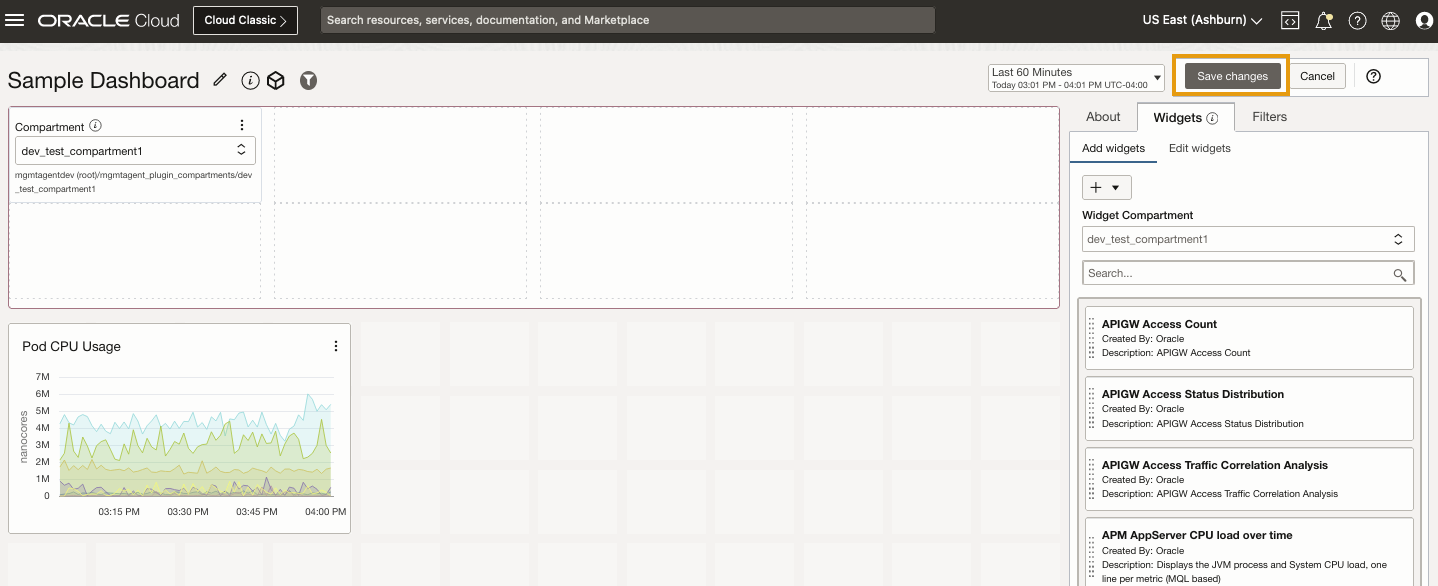 ORACLE Cloud
Cloud Classic
Search resources, services, documentation, and Marketplace
US East (Ashburn)
Sample Dashboard
Last 60 Minutes
Today 03:01 PM - 04:01 PM UTC-04:00
Save changes
Cancel
Compartment
dev_test_compartment1
mgmtagentdev (root)/mgmtagent_plugin_compartments/dev
_test_compartment1
Pod CPU Usage
nanocores
7M
6M
5M
4M
3M
2M
1M
0
03:15 PM
03:30 PM
03:45 PM
04:00 PM
About
Widgets
Filters
Add widgets
Edit widgets
Widget Compartment
dev_test_compartment1
Search...
APIGW Access Count
Created By: Oracle
Description: APIGW Access Count
APIGW Access Status Distribution
Created By: Oracle
Description: APIGW Access Status Distribution
APIGW Access Traffic Correlation Analysis
Created By: Oracle
Description: APIGW Access Traffic Correlation Analysis
APM AppServer CPU load over time
Created By: Oracle
Description: Displays the JVM process and System CPU load, one
line per metric (MQL based)